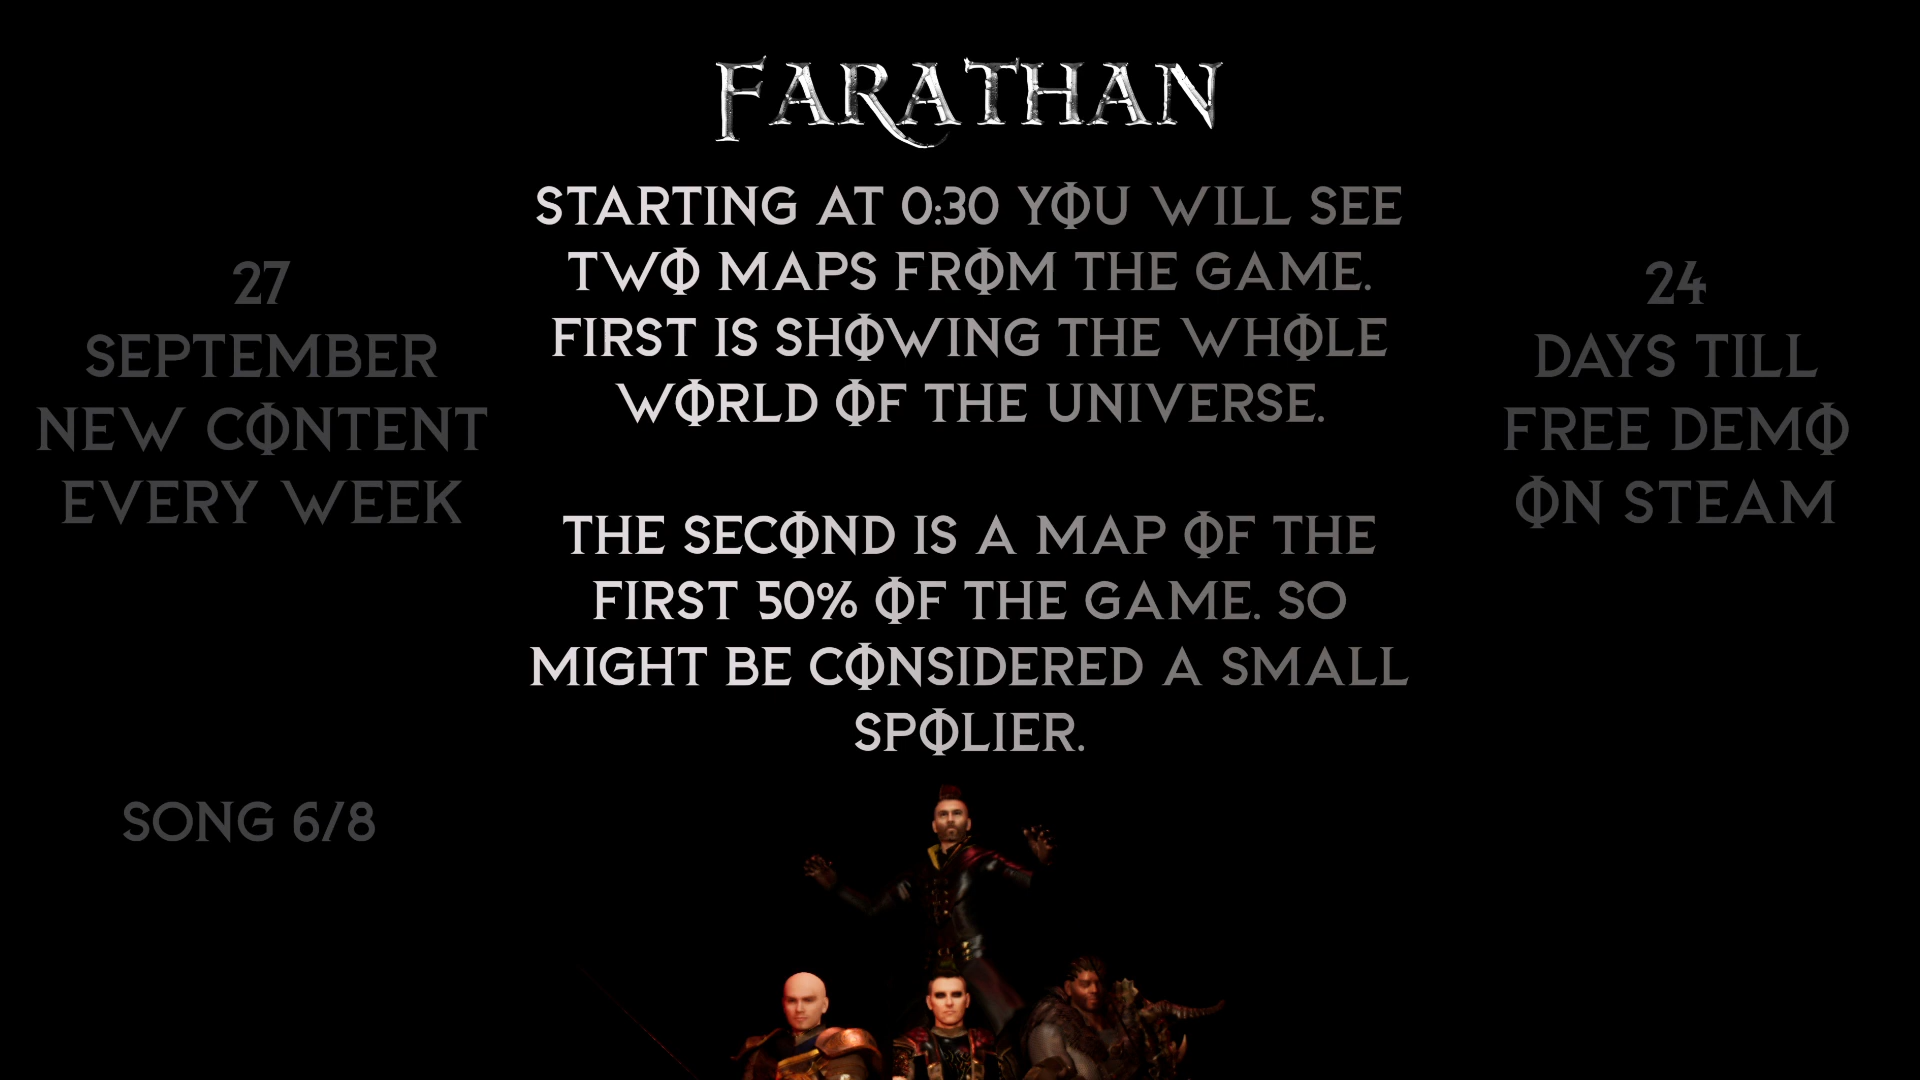 FARATHAN
STARTING AT 0:30 YOU WILL SEE
TWO MAPS FROM THE GAME.
FIRST IS SHOWING THE WHOLE
WORLD OF THE UNIVERSE.
THE SECOND IS A MAP OF THE
FIRST 50% OF THE GAME. SO
MIGHT BE CONSIDERED A SMALL
SPOLIER.
27
SEPTEMBER
NEW CONTENT
EVERY WEEK
24
DAYS TILL
FREE DEMO
ON STEAM
SONG 6/8